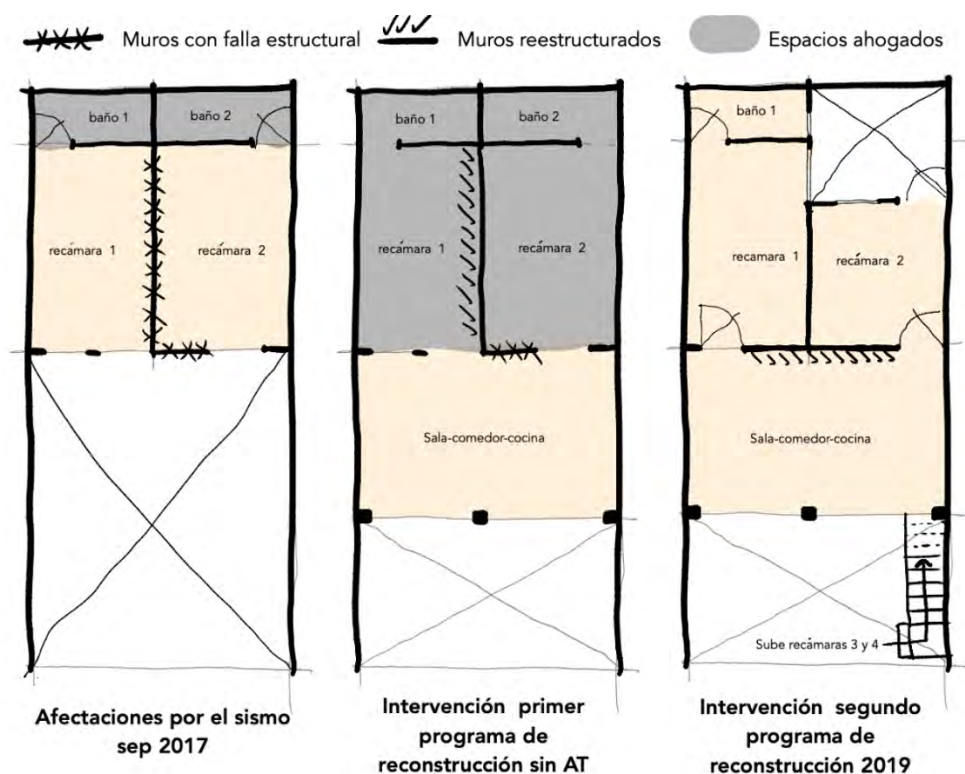 Muros con falla estructural
Muros reestructurados
Espacios ahogados
baño 1
baño 2
recámara 1
recámara 2
Afectaciones por el sismo
sep 2017
baño 1
baño 2
recámara 1
recámara 2
Sala-comedor-cocina
Intervención primer
programa de
reconstrucción sin AT
baño 1
recamara 1
recámara 2
Sala-comedor-cocina
Sube recámaras 3 y 4
Intervención segundo
programa de
reconstrucción 2019